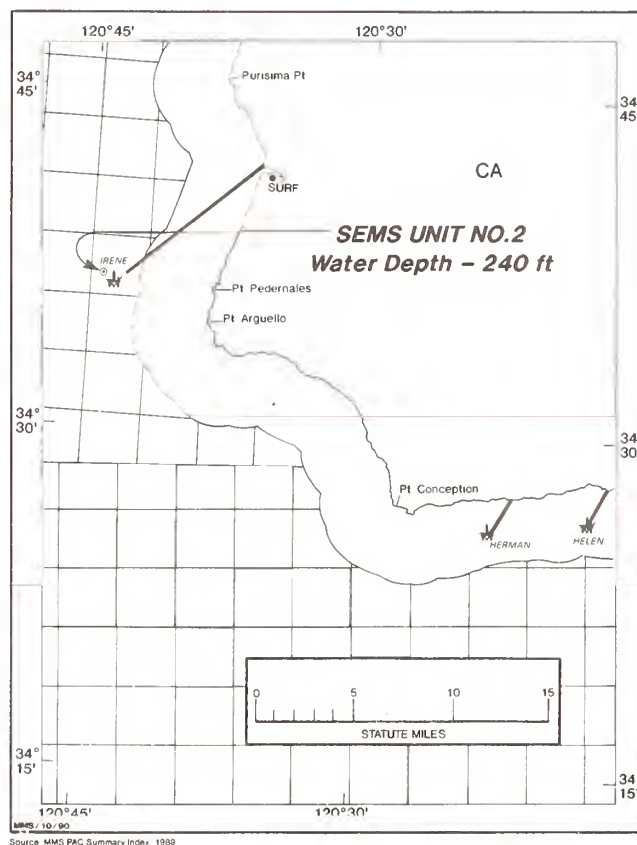 120°45' 120°30'
34°
45'
Purisima Pt
34°
45'
CA
SURF
SEMS UNIT NO.2
Water Depth – 240 ft
IRENE
Pt Pedernales
Pt Arguello
34°
30'
34°
30'
Pt Conception
HERMAN
HELEN
0 5 10 15
STATUTE MILES
34°
15'
34°
15'
120°45' 120°30'
MMS/10/90
Source MMS PAC Summary Index, 1989